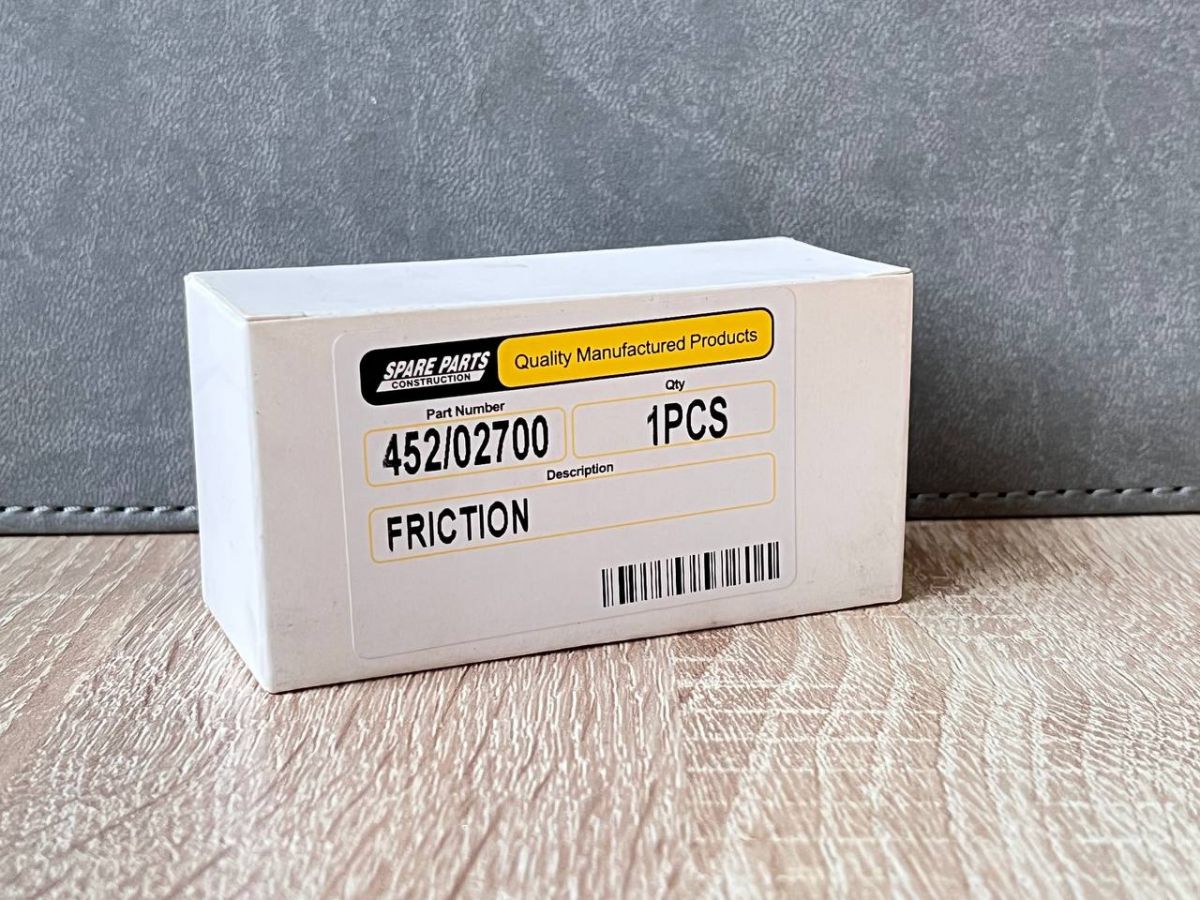 SPARE PARTS
CONSTRUCTION
Quality Manufactured Products
Part Number
Qty
452/02700
1PCS
Description
FRICTION